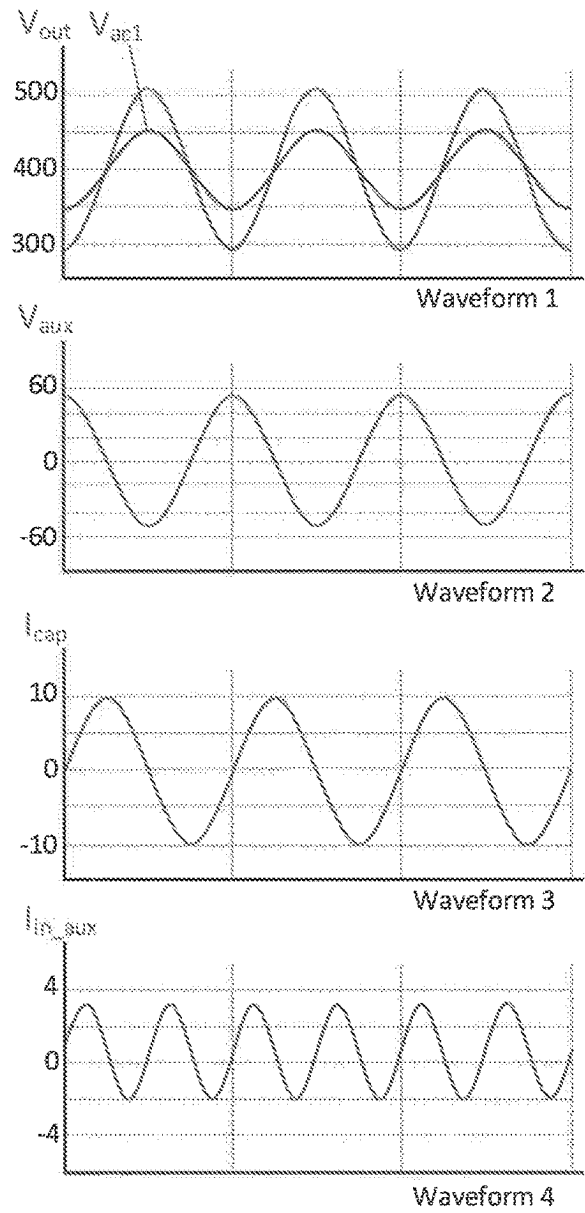 Vout Vac1
500
400
300
Waveform 1
Vaux
60
0
-60
Waveform 2
Icap
10
0
-10
Waveform 3
Iin_aux
4
0
-4
Waveform 4